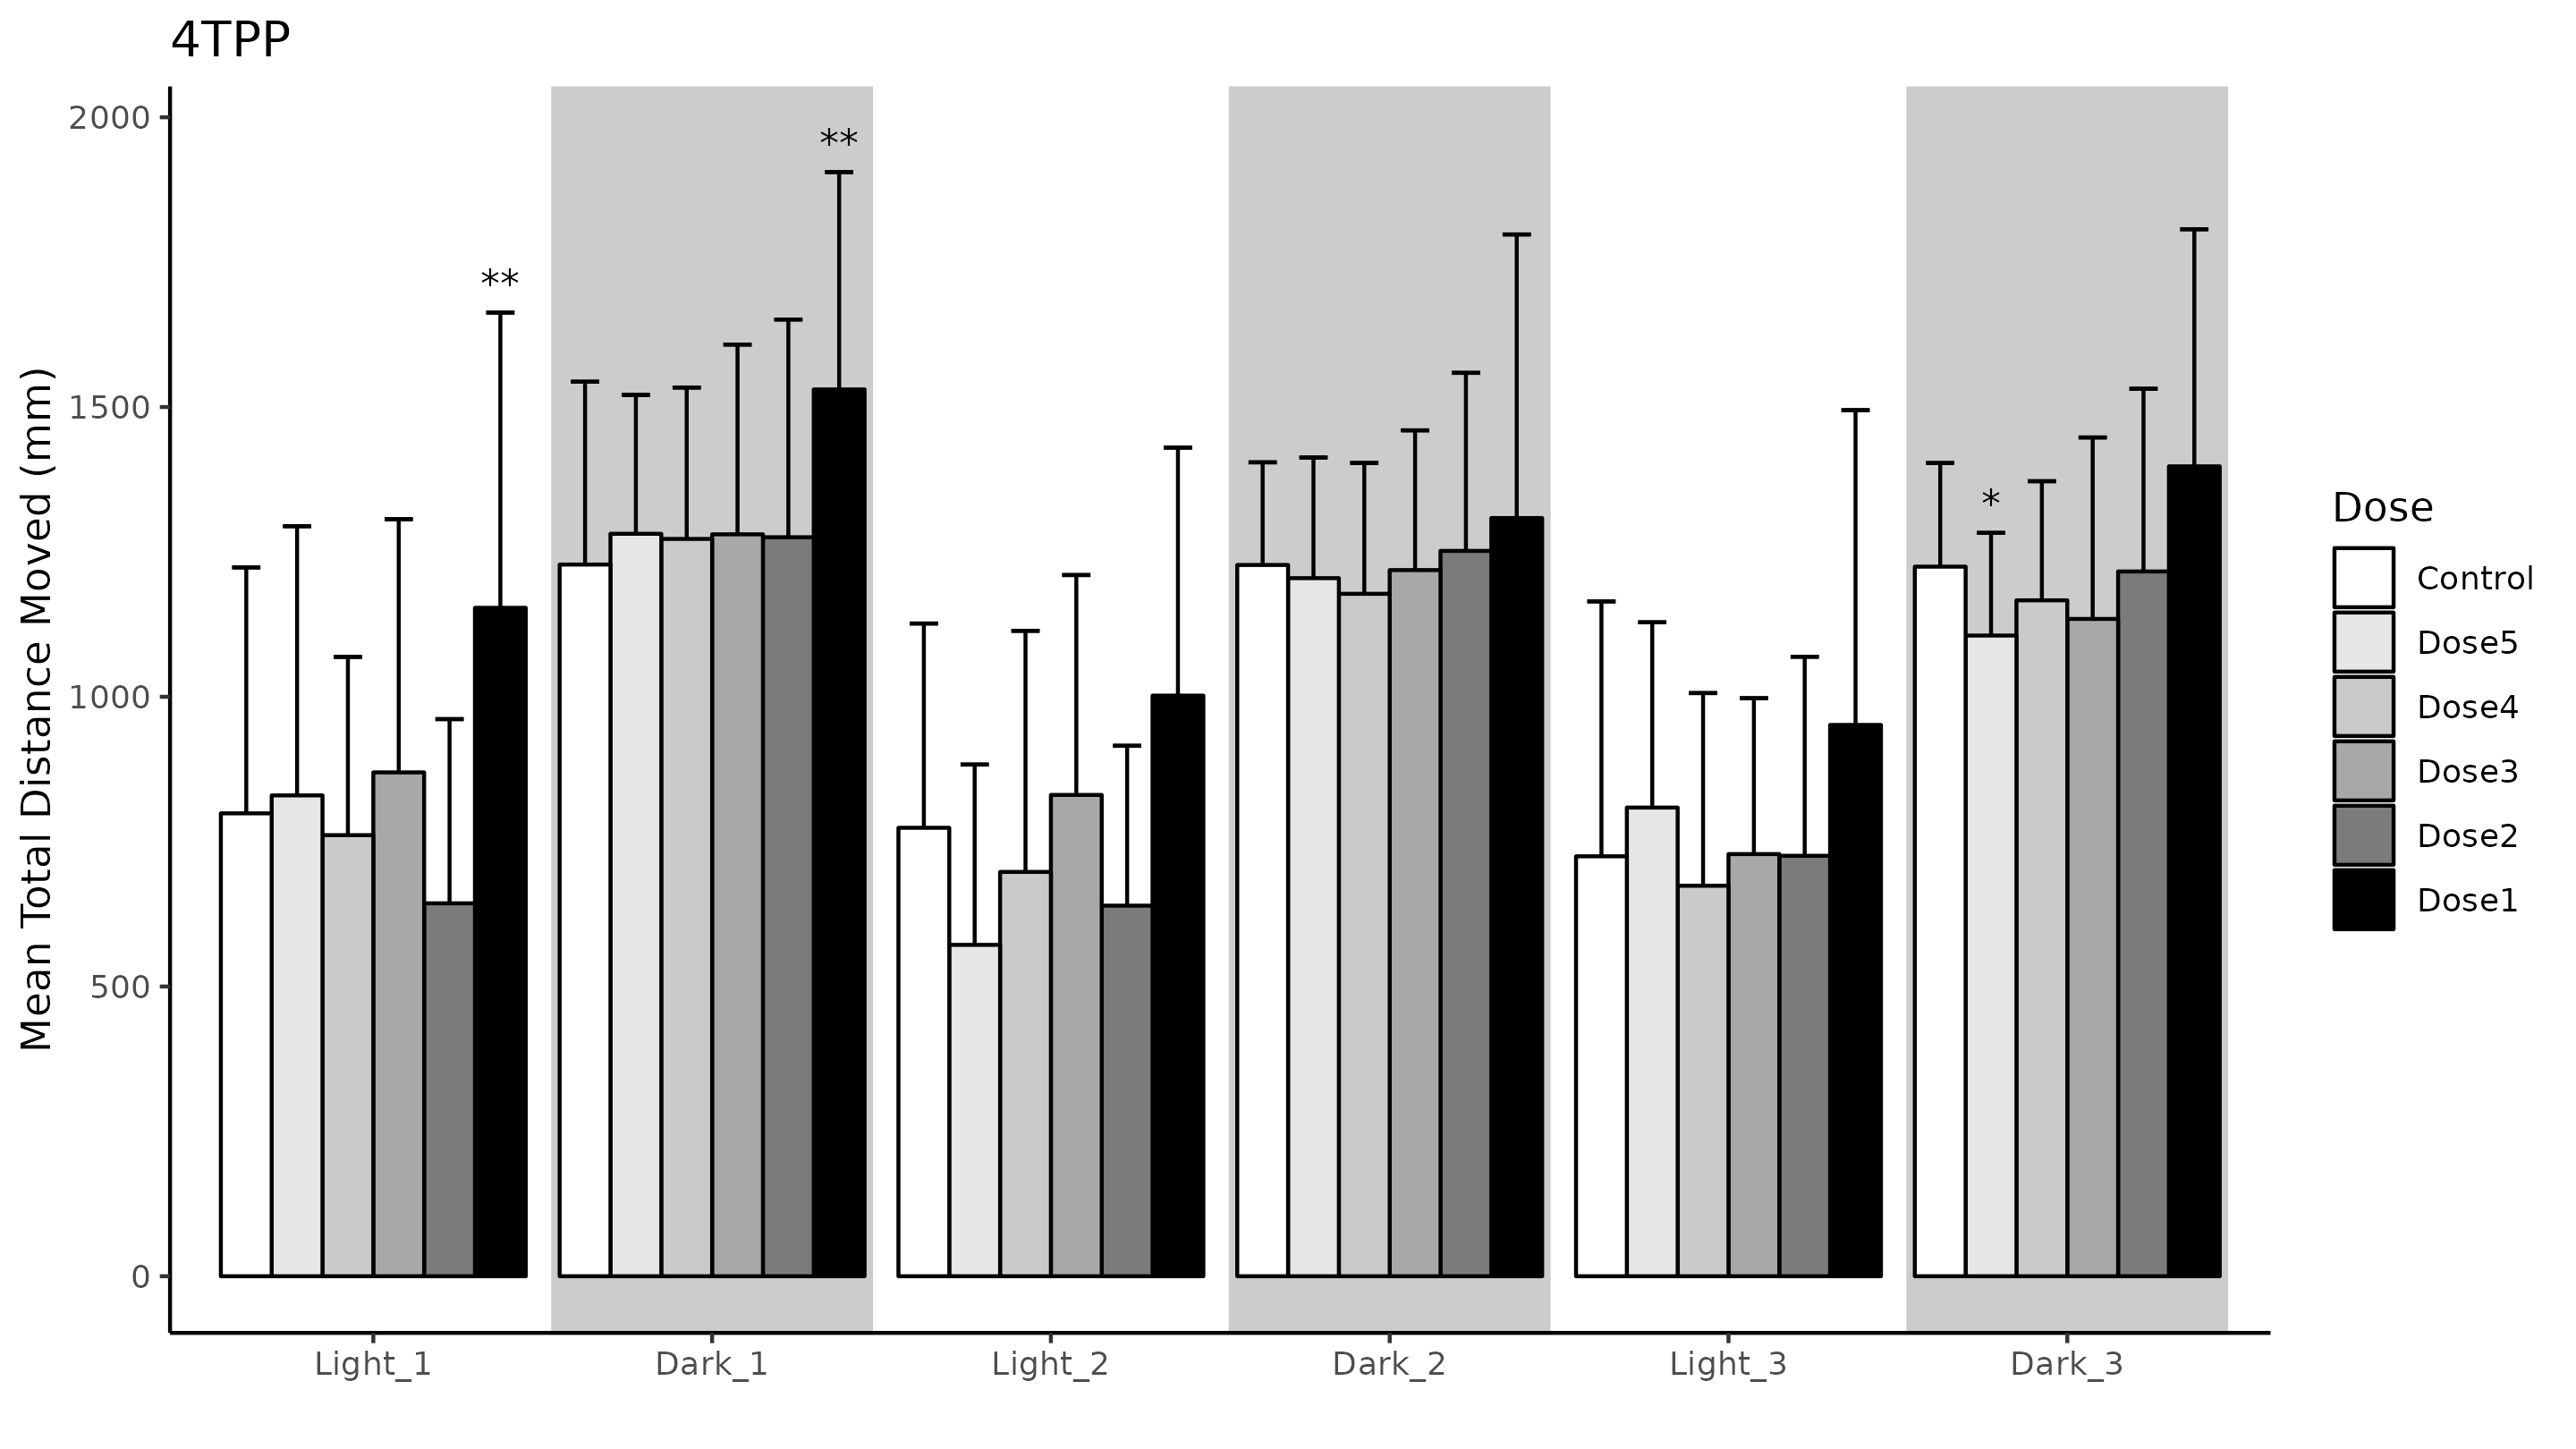 4TPP
Mean Total Distance Moved (mm)
2000
1500
1000
500
0
**
**
*
Light_1
Dark_1
Light_2
Dark_2
Light_3
Dark_3
Dose
Control
Dose5
Dose4
Dose3
Dose2
Dose1